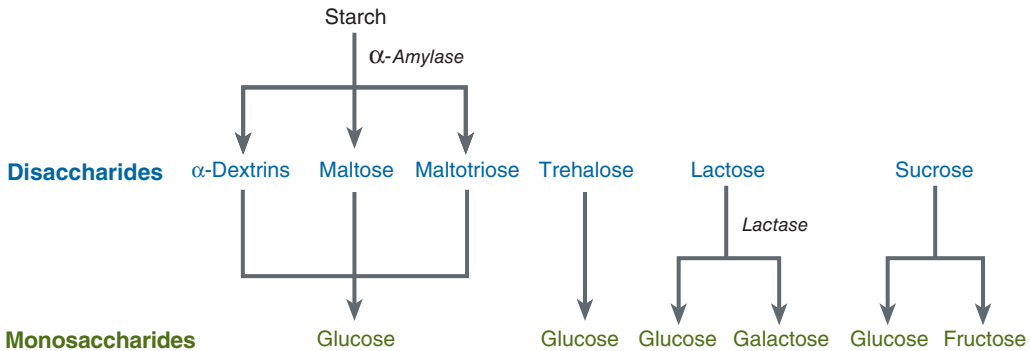 Starch
α-Amylase
Disaccharides α-Dextrins Maltose Maltotriose Trehalose Lactose Sucrose
Lactase
Monosaccharides Glucose Glucose Glucose Galactose Glucose Fructose